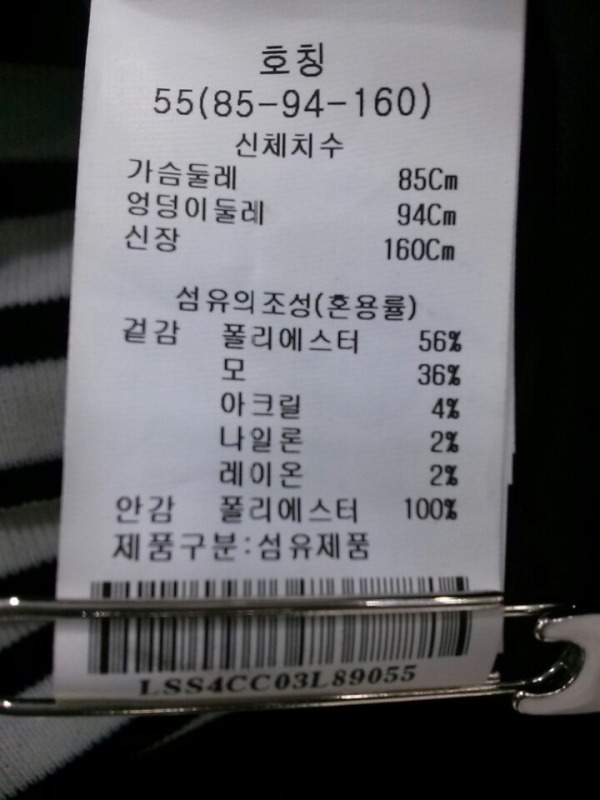 호칭
55(85-94-160)
신체치수
가슴둘레 85Cm
엉덩이둘레 94Cm
신장 160Cm
섬유의조성(혼용률)
겉감 폴리에스터 56%
모 36%
아크릴 4%
나일론 2%
레이온 2%
안감 폴리에스터 100%
제품구분:섬유제품
LSS4CC03L89055